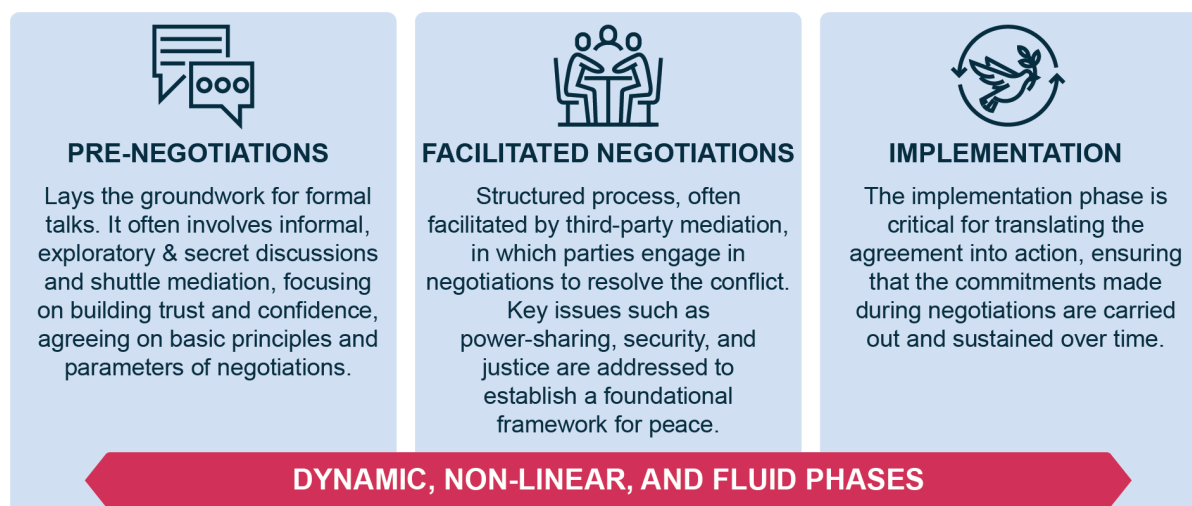 PRE-NEGOTIATIONS
Lays the groundwork for formal
talks. It often involves informal,
exploratory & secret discussions
and shuttle mediation, focusing
on building trust and confidence,
agreeing on basic principles and
parameters of negotiations.
FACILITATED NEGOTIATIONS
Structured process, often
facilitated by third-party mediation,
in which parties engage in
negotiations to resolve the conflict.
Key issues such as
power-sharing, security, and
justice are addressed to
establish a foundational
framework for peace.
IMPLEMENTATION
The implementation phase is
critical for translating the
agreement into action, ensuring
that the commitments made
during negotiations are carried
out and sustained over time.
DYNAMIC, NON-LINEAR, AND FLUID PHASES